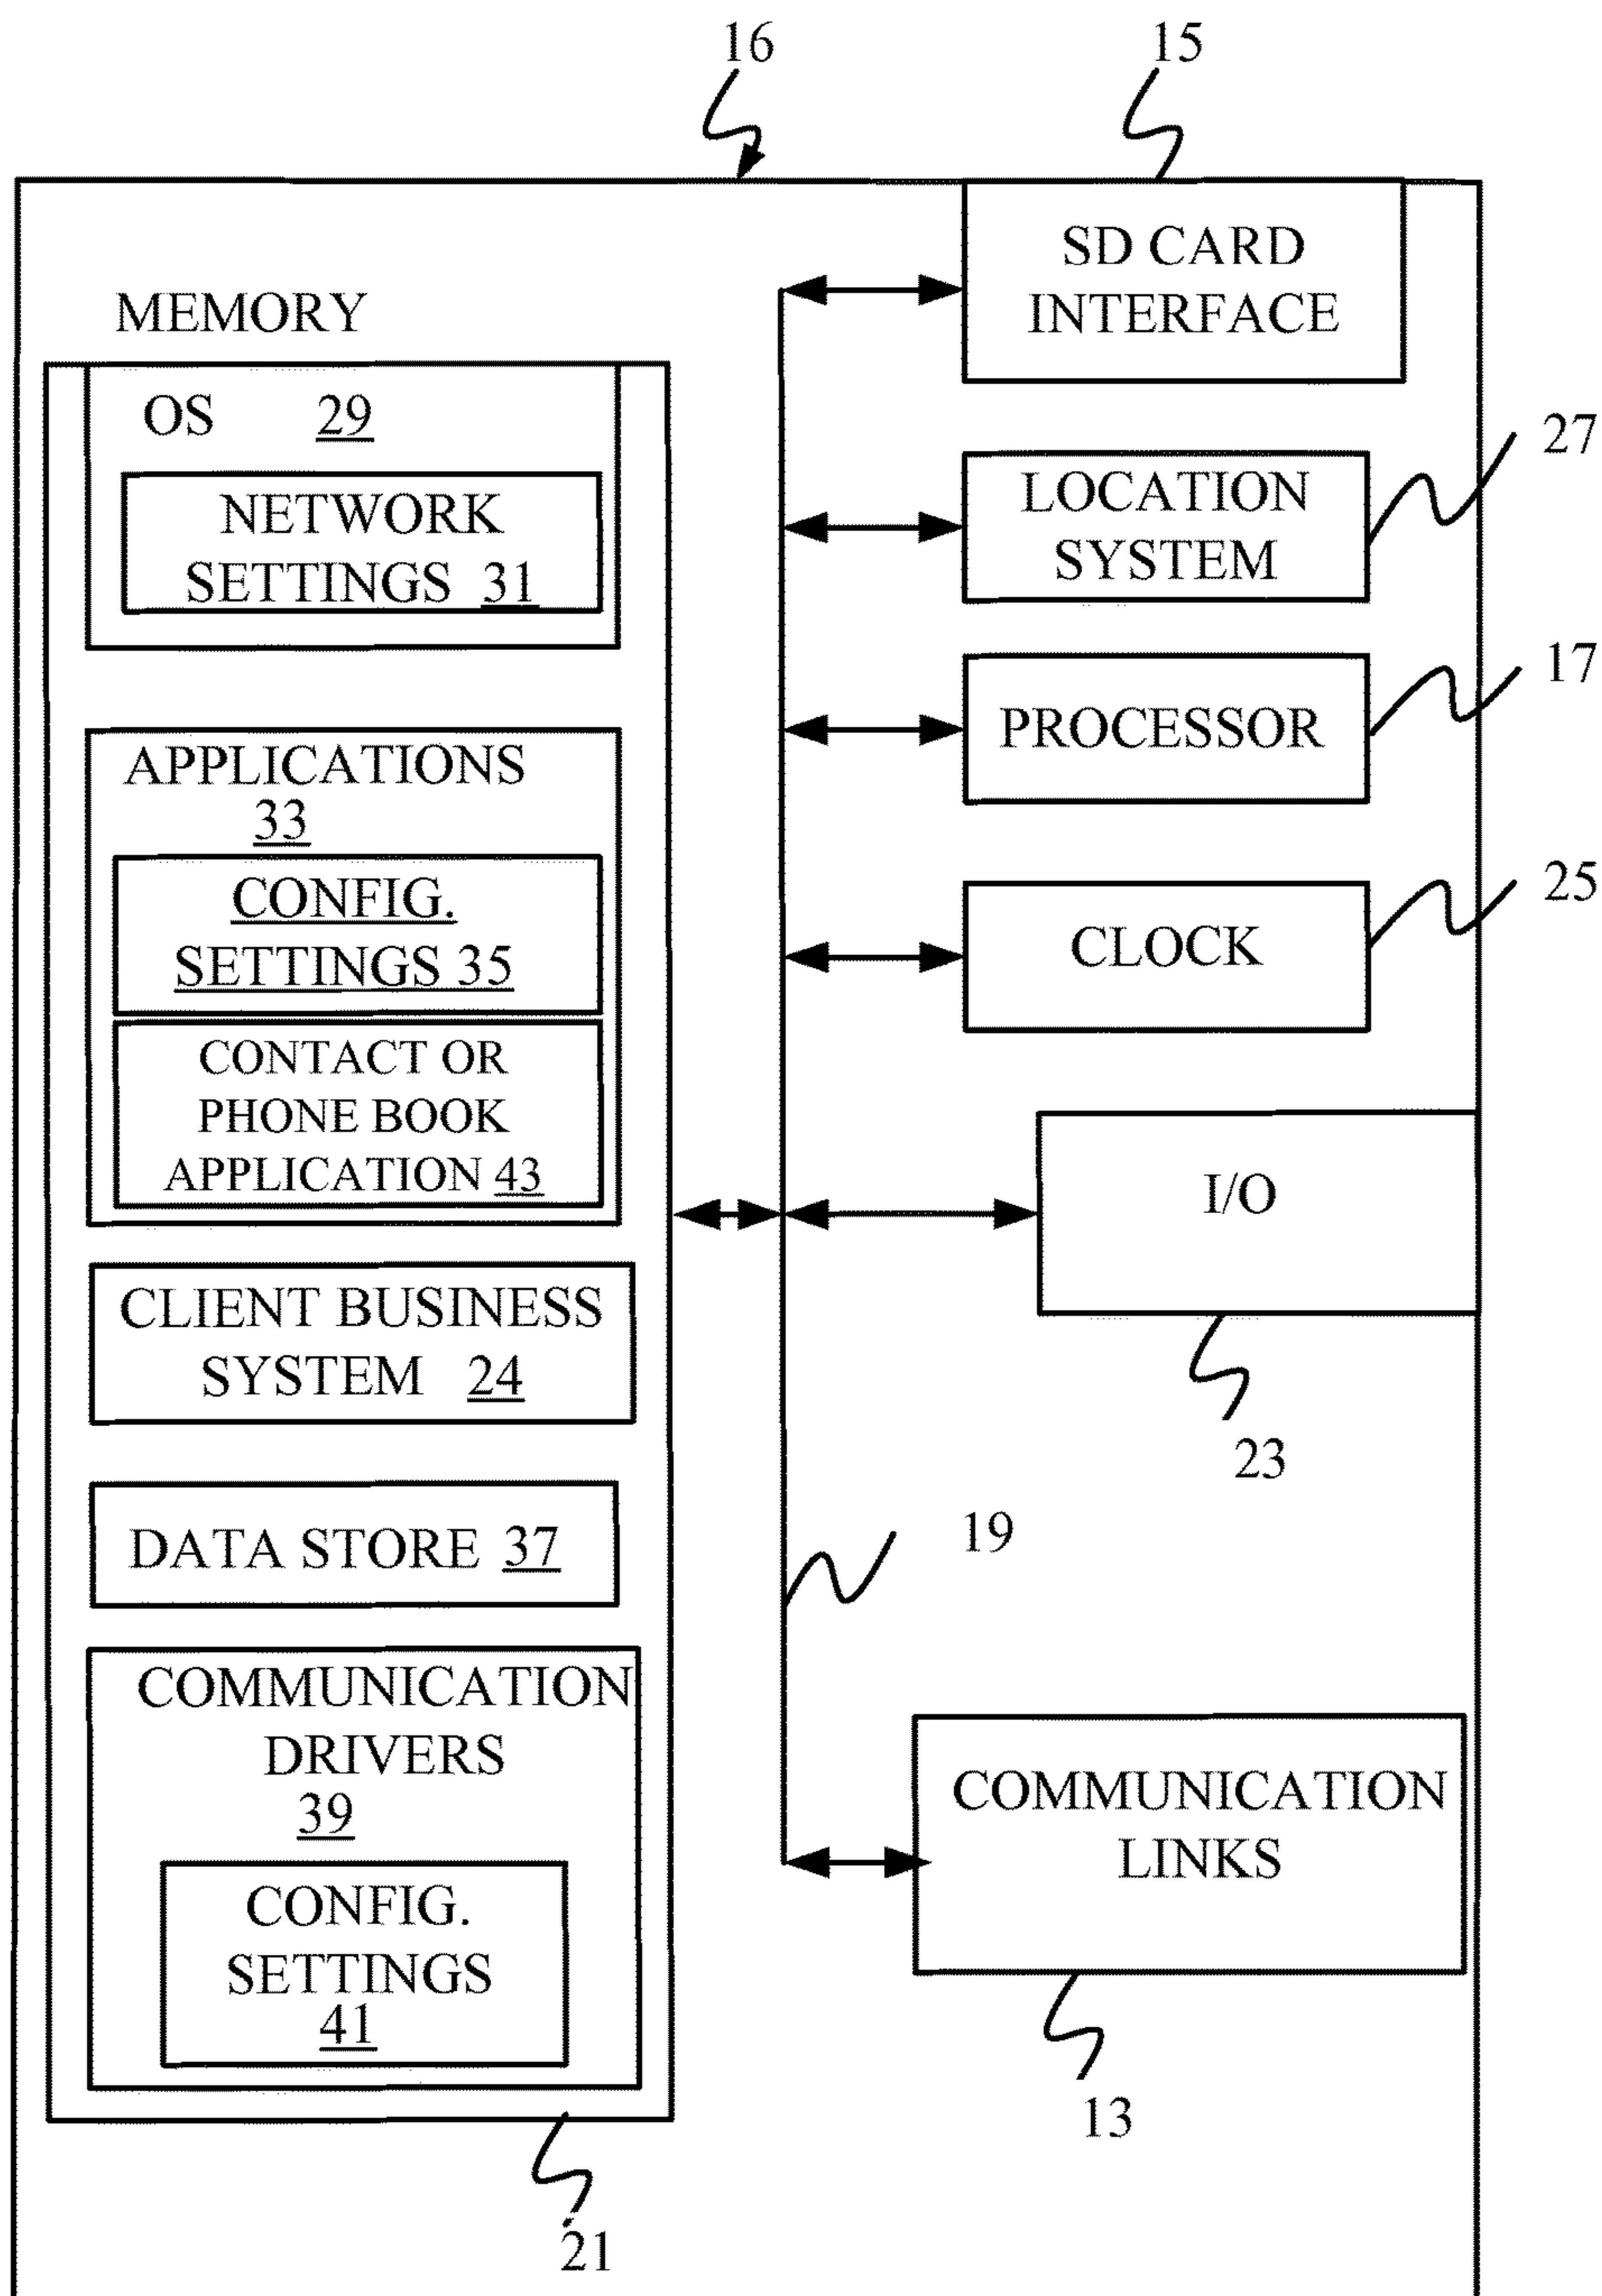 16
15
SD CARD
INTERFACE
MEMORY
OS 29
NETWORK
SETTINGS 31
27
LOCATION
SYSTEM
17
PROCESSOR
APPLICATIONS
33
CONFIG.
SETTINGS 35
25
CLOCK
CONTACT OR
PHONE BOOK
APPLICATION 43
I/O
23
CLIENT BUSINESS
SYSTEM 24
19
DATA STORE 37
COMMUNICATION
DRIVERS
39
CONFIG.
SETTINGS
41
COMMUNICATION
LINKS
13
21